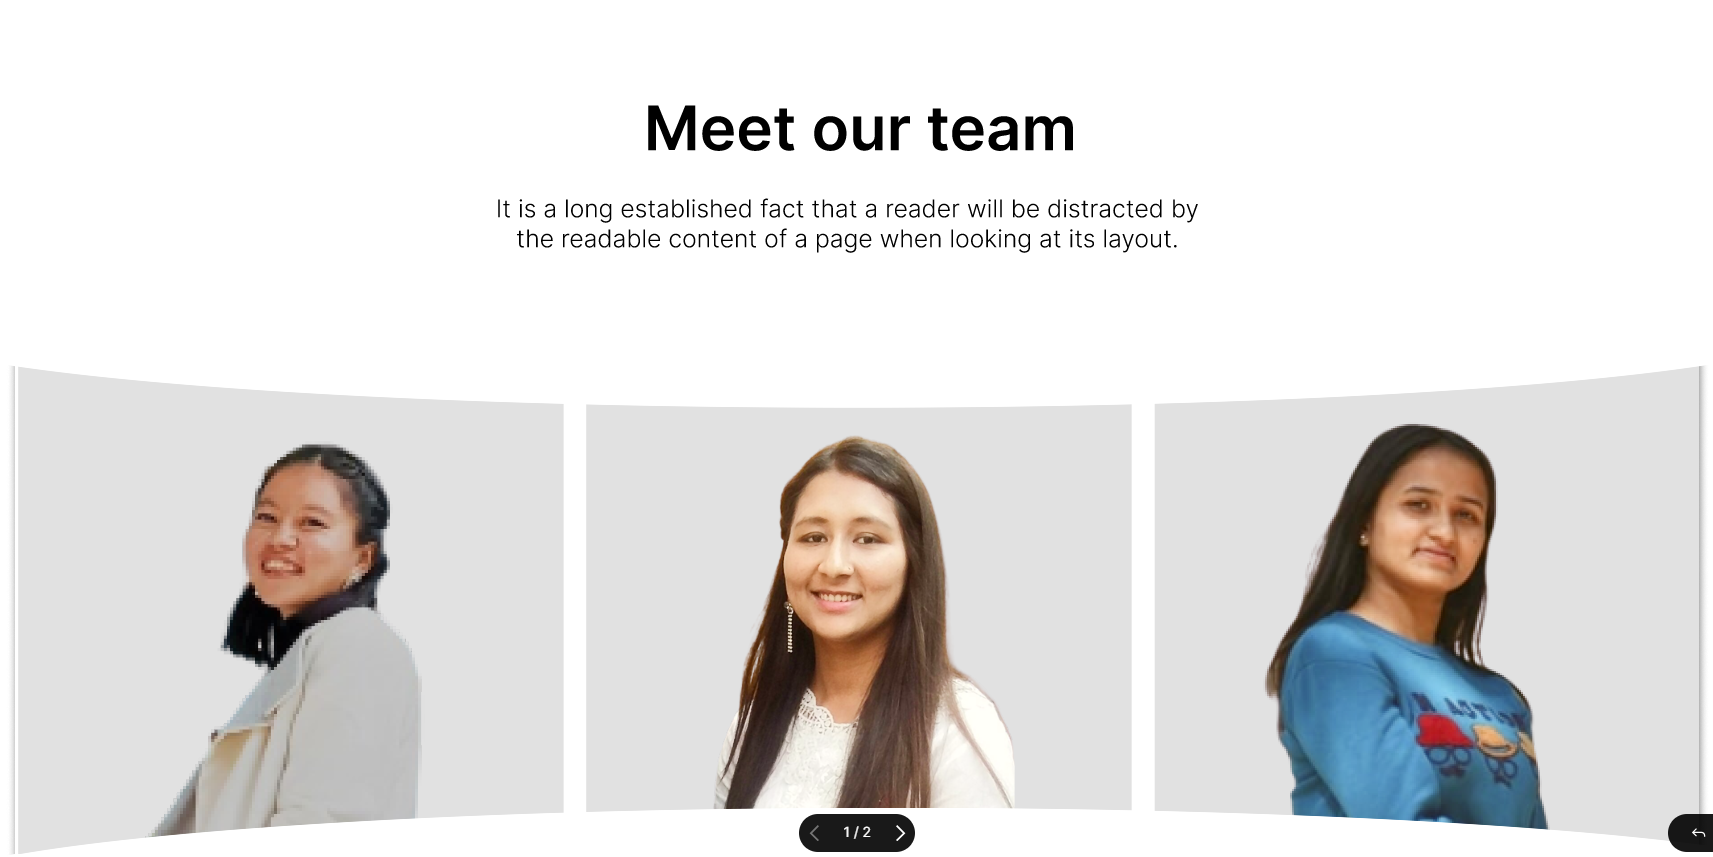 Meet our team
It is a long established fact that a reader will be distracted by
the readable content of a page when looking at its layout.
1 / 2